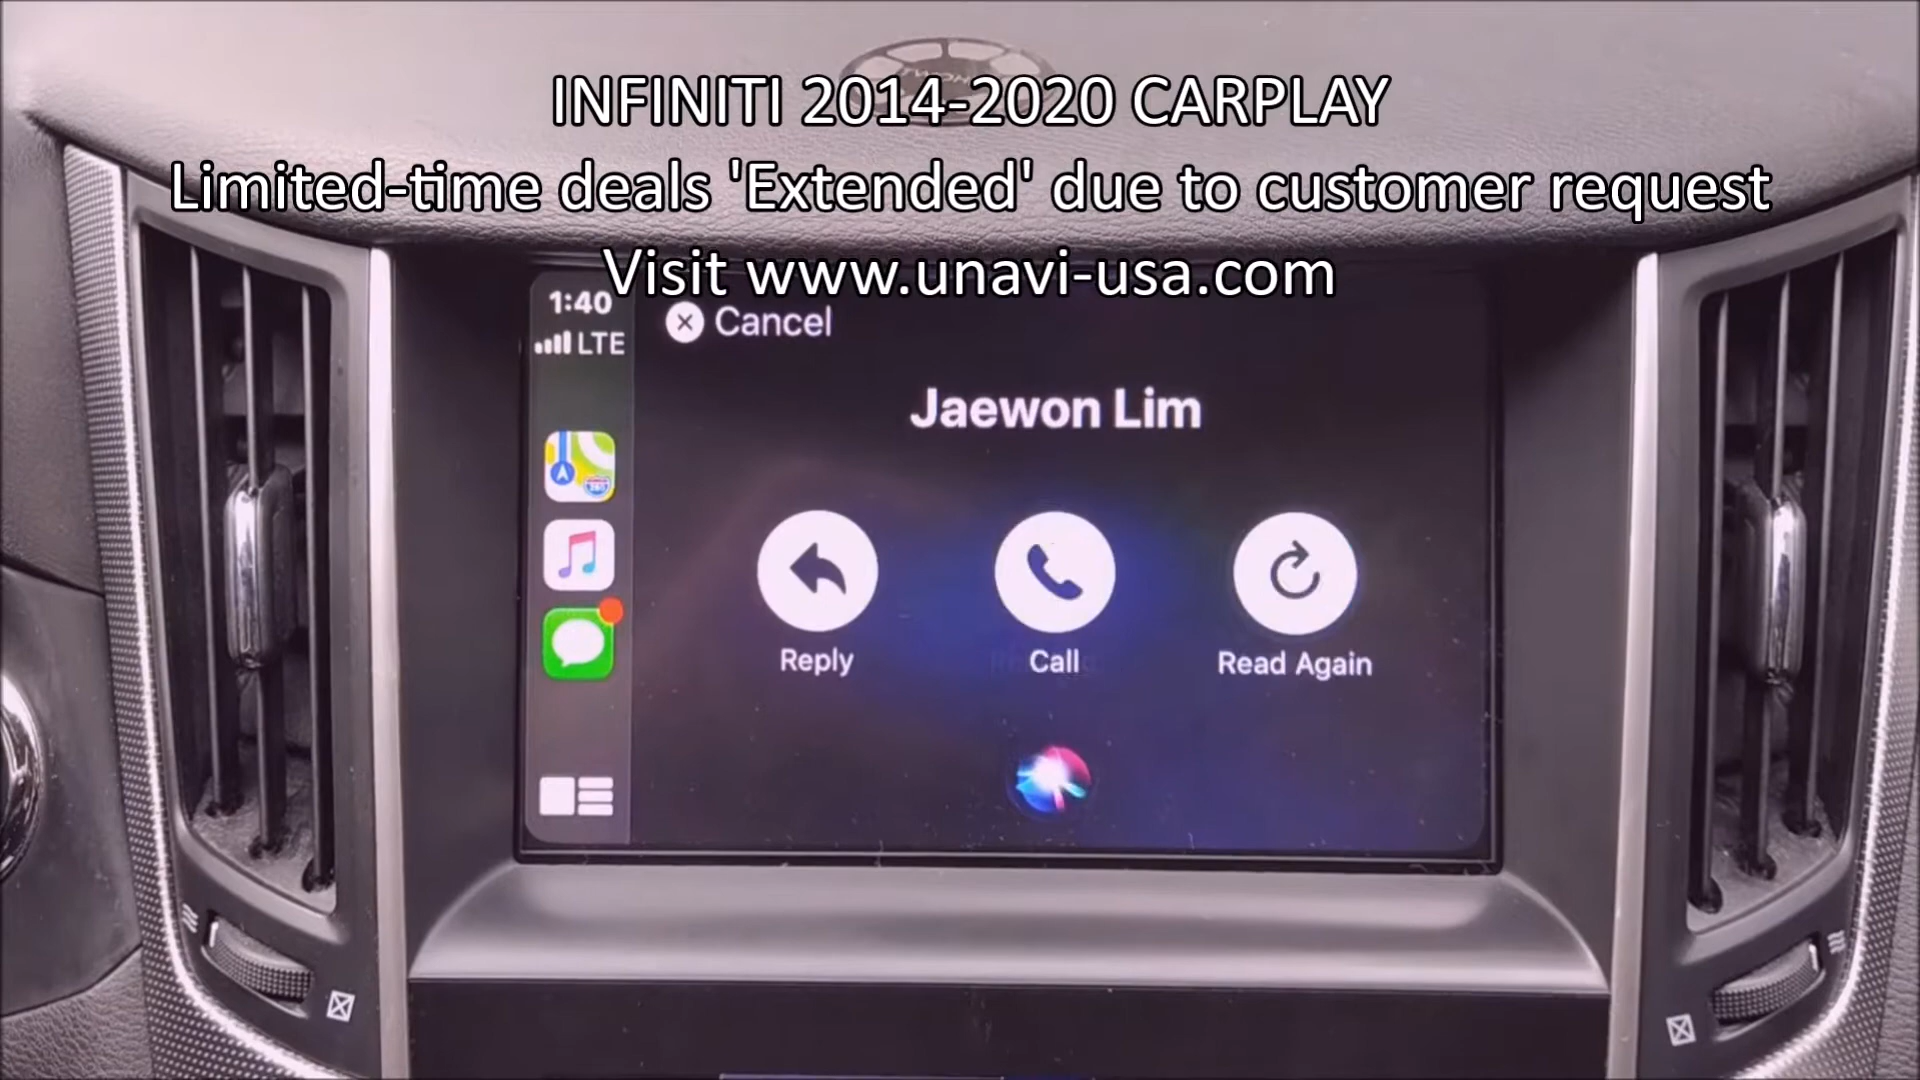 INFINITI 2014-2020 CARPLAY
Limited-time deals 'Extended' due to customer request
Visit www.unavi-usa.com
1:40
LTE
Cancel
Jaewon Lim
Reply
Call
Read Again